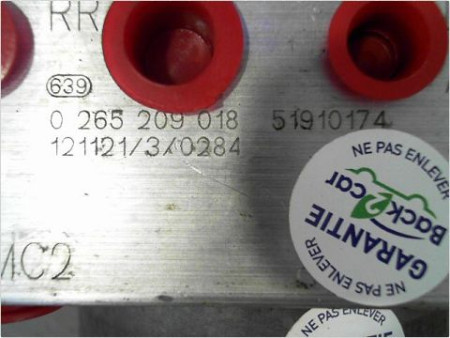 RR
639
0 265 209 018 51910174
121121/3/0284
MC2
NE PAS ENLEVER
Back2car
GARANTIE
NE PAS ENLEVER
NE PAS ENLEVER